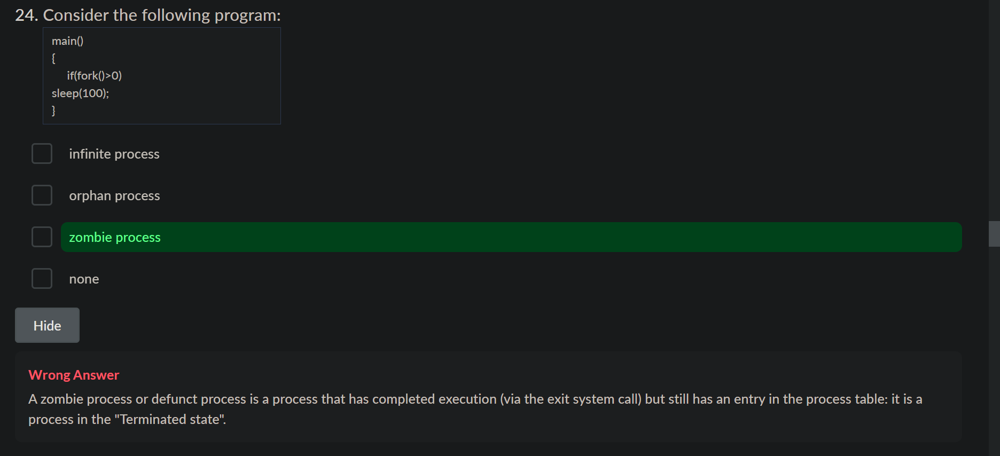 24. Consider the following program:
main()
{
if(fork()>0)
sleep(100);
}
infinite process
orphan process
zombie process
none
Hide
Wrong Answer
A zombie process or defunct process is a process that has completed execution (via the exit system call) but still has an entry in the process table: it is a
process in the "Terminated state".